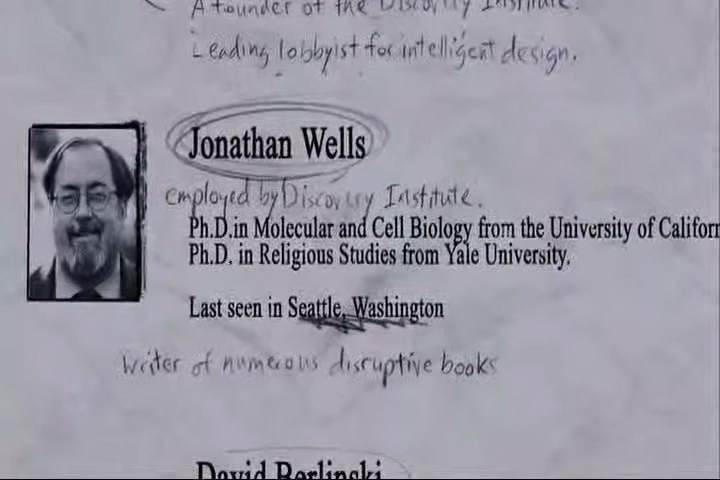 A founder of the Discovery Institute.
Leading lobbyist for intelligent design.
Jonathan Wells
employed by Discovery Institute.
Ph.D.in Molecular and Cell Biology from the University of Californ
Ph.D. in Religious Studies from Yale University.
Last seen in Seattle, Washington
writer of numerous disruptive books
David Berlinski